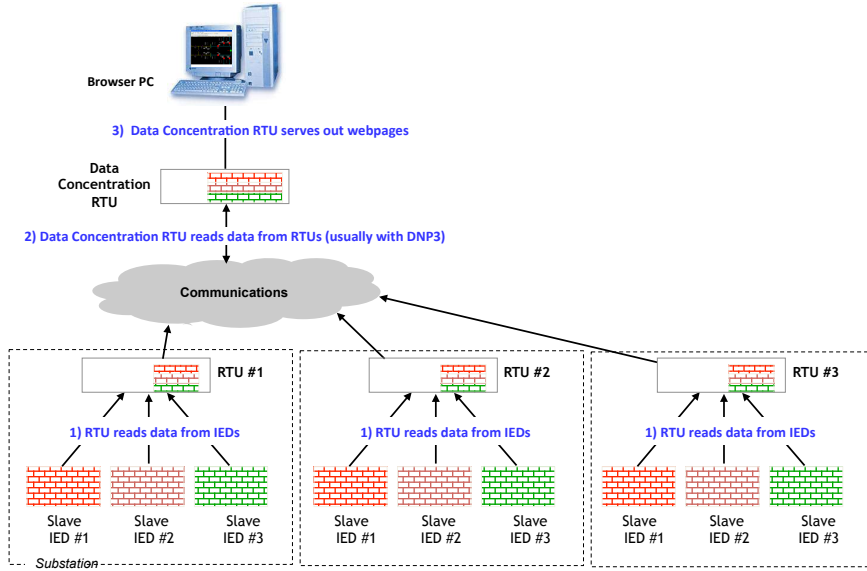 Browser PC
3) Data Concentration RTU serves out webpages
Data
Concentration
RTU
2) Data Concentration RTU reads data from RTUs (usually with DNP3)
Communications
RTU #1
RTU #2
RTU #3
1) RTU reads data from IEDs
1) RTU reads data from IEDs
1) RTU reads data from IEDs
Slave
IED #1
Slave
IED #2
Slave
IED #3
Slave
IED #1
Slave
IED #2
Slave
IED #3
Slave
IED #1
Slave
IED #2
Slave
IED #3
Substation